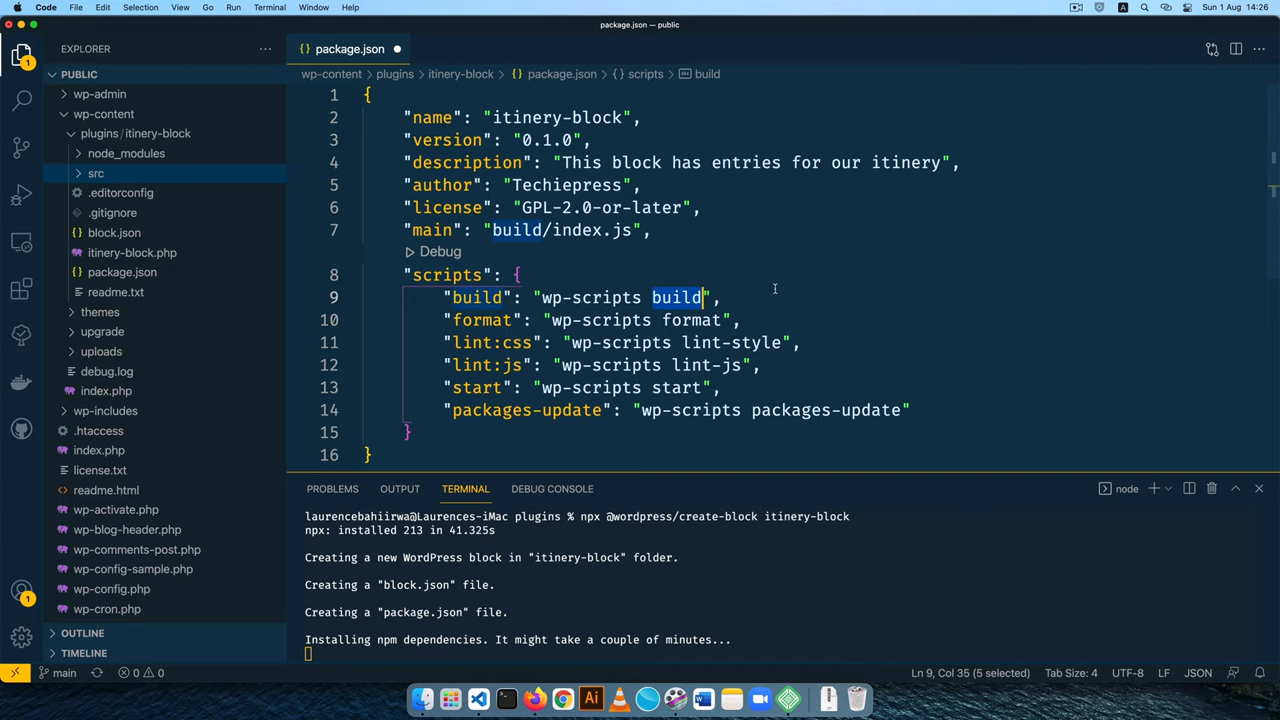 Code File Edit Selection View Go Run Terminal Window Help
A Sun 1 Aug 14:26
package.json — public
EXPLORER
PUBLIC
wp-admin
wp-content
plugins / itinery-block
node_modules
src
.editorconfig
.gitignore
block.json
itinery-block.php
package.json
readme.txt
themes
upgrade
uploads
debug.log
index.php
wp-includes
.htaccess
index.php
license.txt
readme.html
wp-activate.php
wp-blog-header.php
wp-comments-post.php
wp-config-sample.php
wp-config.php
wp-cron.php
OUTLINE
TIMELINE
1
1
{} package.json
wp-content > plugins > itinery-block > {} package.json > {} scripts > build
1 {
2 "name": "itinery-block",
3 "version": "0.1.0",
4 "description": "This block has entries for our itinery",
5 "author": "Techiepress",
6 "license": "GPL-2.0-or-later",
7 "main": "build/index.js",
Debug
8 "scripts": {
9 "build": "wp-scripts build",
10 "format": "wp-scripts format",
11 "lint:css": "wp-scripts lint-style",
12 "lint:js": "wp-scripts lint-js",
13 "start": "wp-scripts start",
14 "packages-update": "wp-scripts packages-update"
15 }
16 }
PROBLEMS OUTPUT TERMINAL DEBUG CONSOLE
node
laurencebahiirwa@Laurences-iMac plugins % npx @wordpress/create-block itinery-block
npx: installed 213 in 41.325s
Creating a new WordPress block in "itinery-block" folder.
Creating a "block.json" file.
Creating a "package.json" file.
Installing npm dependencies. It might take a couple of minutes...
main 0 0
Ln 9, Col 35 (5 selected) Tab Size: 4 UTF-8 LF JSON
Ai
W